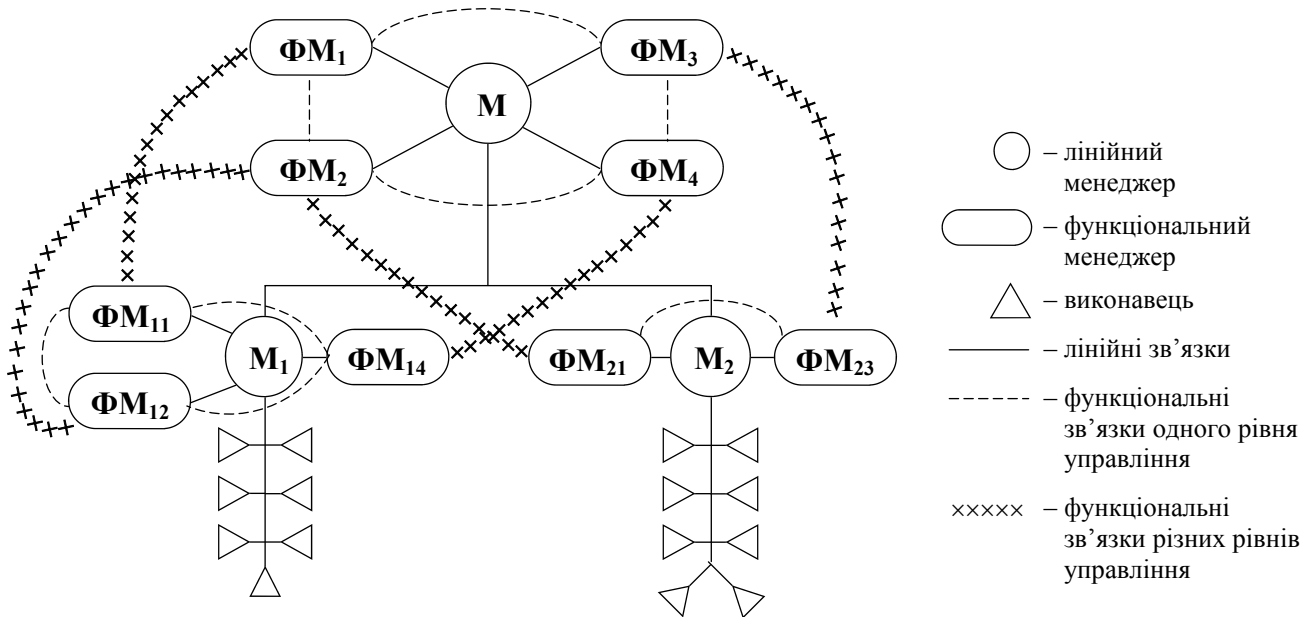 ФМ₁
ФМ₃
М
ФМ₂
ФМ₄
ФМ₁₁
М₁
ФМ₁₄
ФМ₂₁
М₂
ФМ₂₃
ФМ₁₂
– лінійний
менеджер
– функціональний
менеджер
– виконавець
– лінійні зв’язки
– функціональні
зв’язки одного рівня
управління
– функціональні
зв’язки різних рівнів
управління